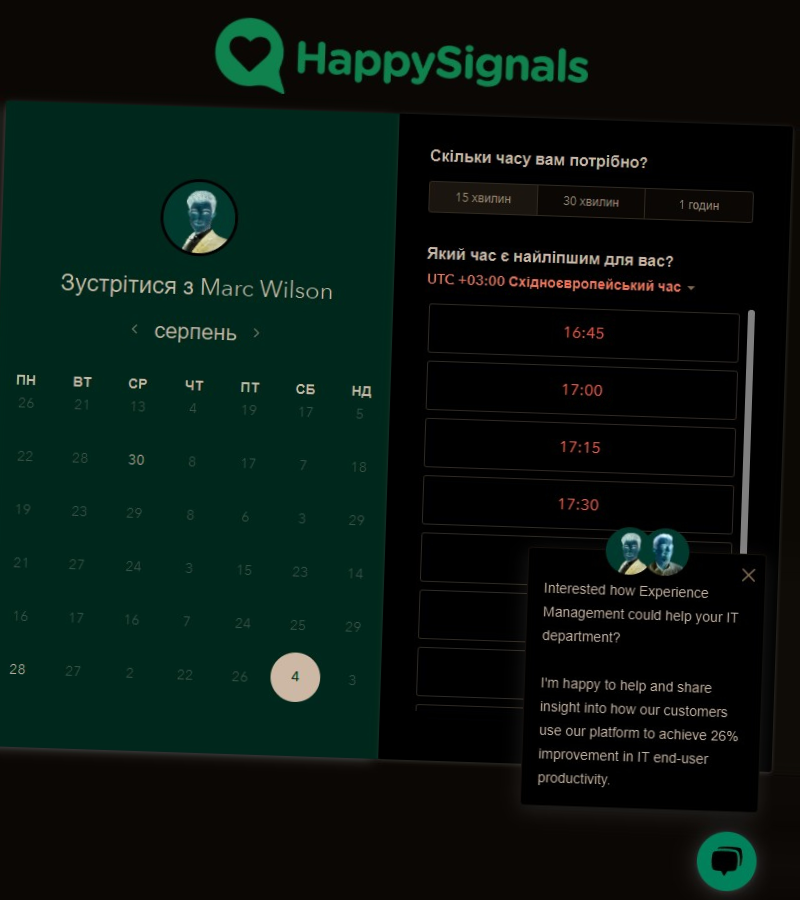 HappySignals
Зустрітися з Marc Wilson
серпень
ПН ВТ СР ЧТ ПТ СБ НД
26 21 13 4 19 17 5
22 28 30 8 17 7 18
19 23 29 8 6 3 29
21 27 24 3 15 23 14
16 17 16 7 24 25 29
28 27 2 22 26 4 3
Скільки часу вам потрібно?
15 хвилин 30 хвилин 1 годин
Який час є найліпшим для вас?
UTC +03:00 Східноєвропейський час
16:45
17:00
17:15
17:30
Interested how Experience
Management could help your IT
department?
I'm happy to help and share
insight into how our customers
use our platform to achieve 26%
improvement in IT end-user
productivity.